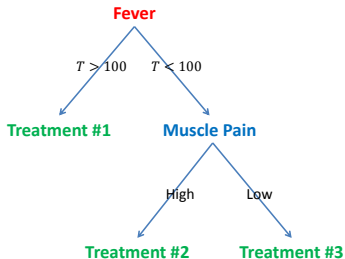 Fever
T > 100
T < 100
Treatment #1
Muscle Pain
High
Low
Treatment #2
Treatment #3